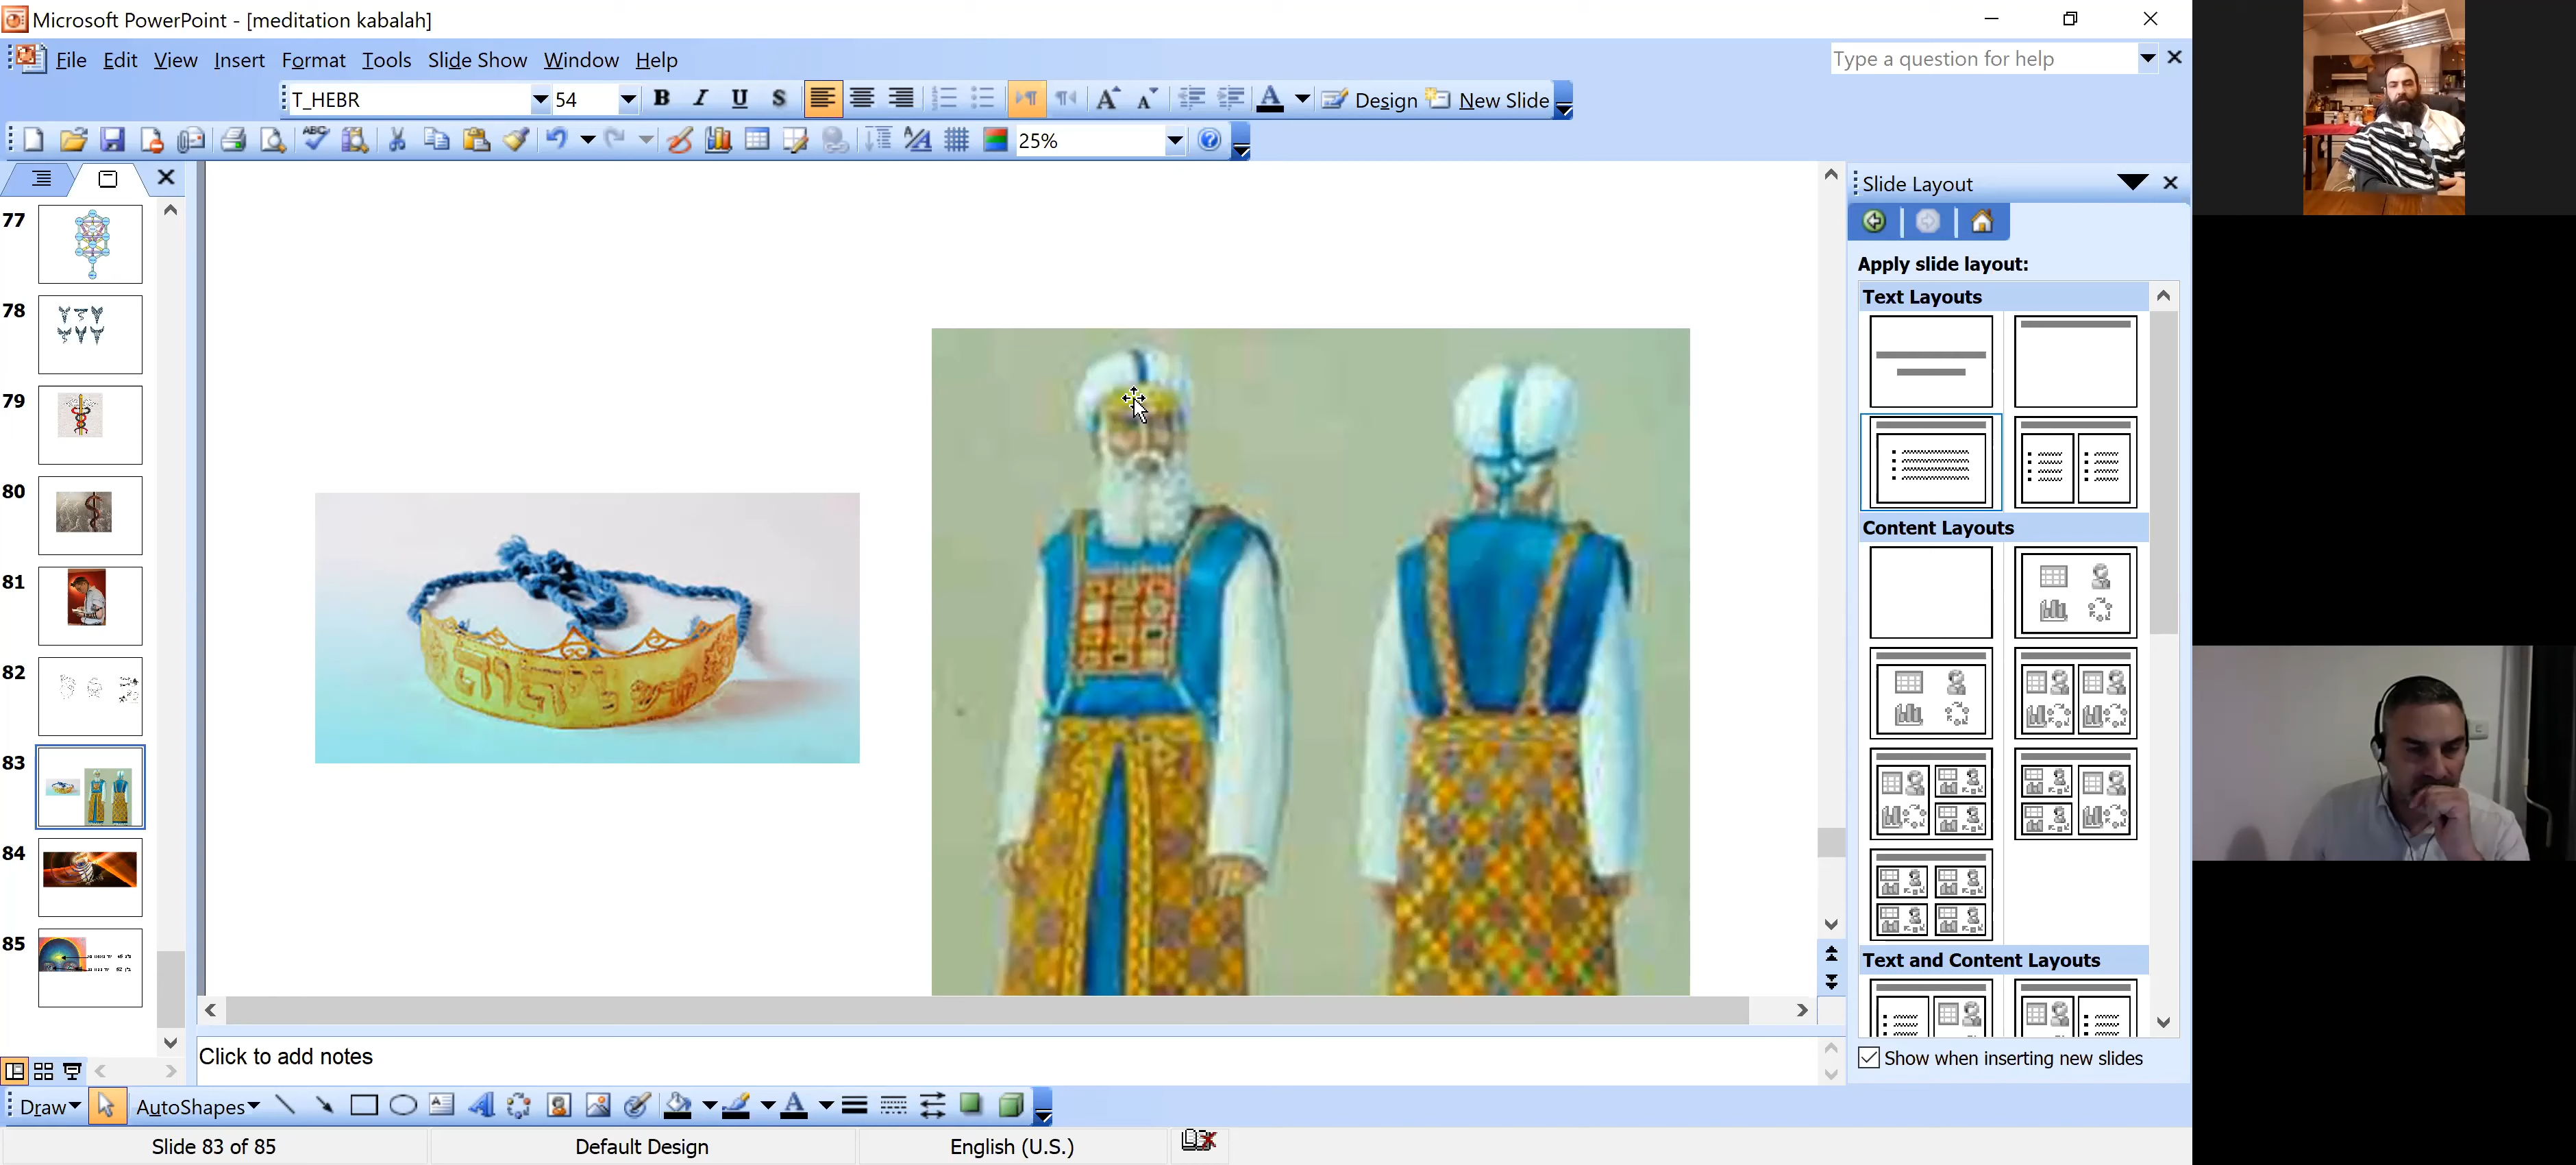 Microsoft PowerPoint - [meditation kabalah]
File Edit View Insert Format Tools Slide Show Window Help
Type a question for help
T_HEBR 54 B I U S A A A Design New Slide
25%
Slide Layout
Apply slide layout:
Text Layouts
Content Layouts
Text and Content Layouts
Show when inserting new slides
77
78
79
80
81
82
83
84
85
קדש ליהוה
Click to add notes
Draw AutoShapes
Slide 83 of 85 Default Design English (U.S.)